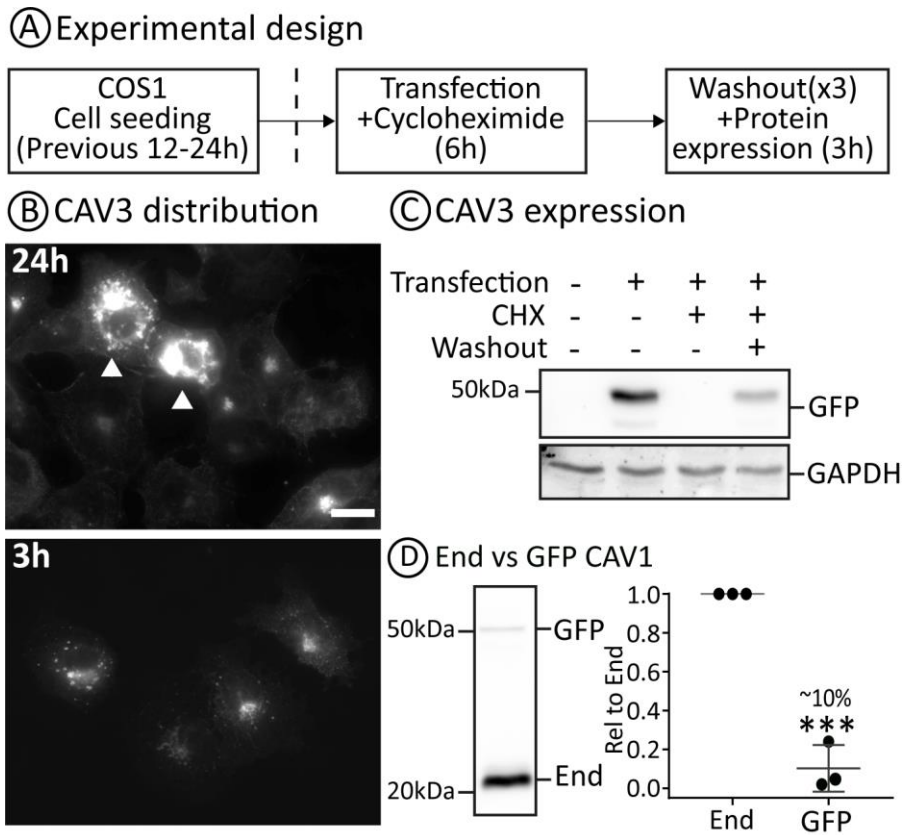 A Experimental design
COS1
Cell seeding
(Previous 12-24h)
Transfection
+Cycloheximide
(6h)
Washout(x3)
+Protein
expression (3h)
B CAV3 distribution
24h
3h
C CAV3 expression
Transfection - + + +
CHX - - + +
Washout - - - +
50kDa
GFP
GAPDH
D End vs GFP CAV1
50kDa
GFP
20kDa
End
Rel to End
1.0
0.8
0.6
0.4
0.2
0.0
~10%
***
End GFP